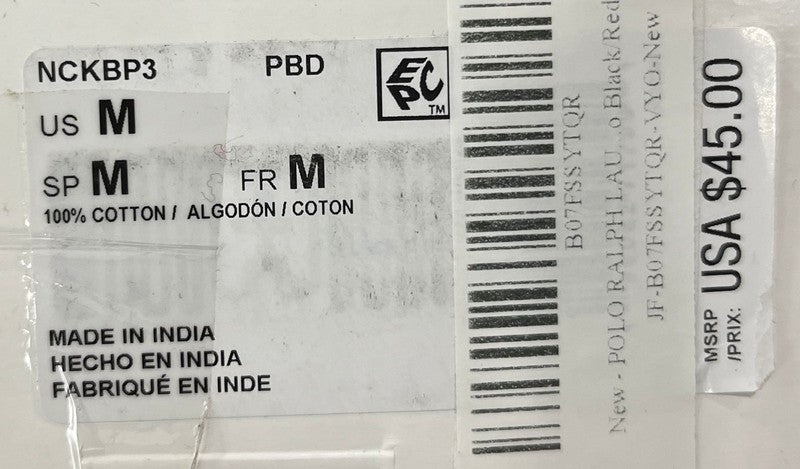 NCKBP3 PBD
EPC
TM
US M
SP M FR M
100% COTTON / ALGODÓN / COTON
MADE IN INDIA
HECHO EN INDIA
FABRIQUÉ EN INDE
B07FSSYTQR
New - POLO RALPH LAU...o Black/Red
JF-B07FSSYTQR-VYO-New
MSRP
/PRIX: USA $45.00